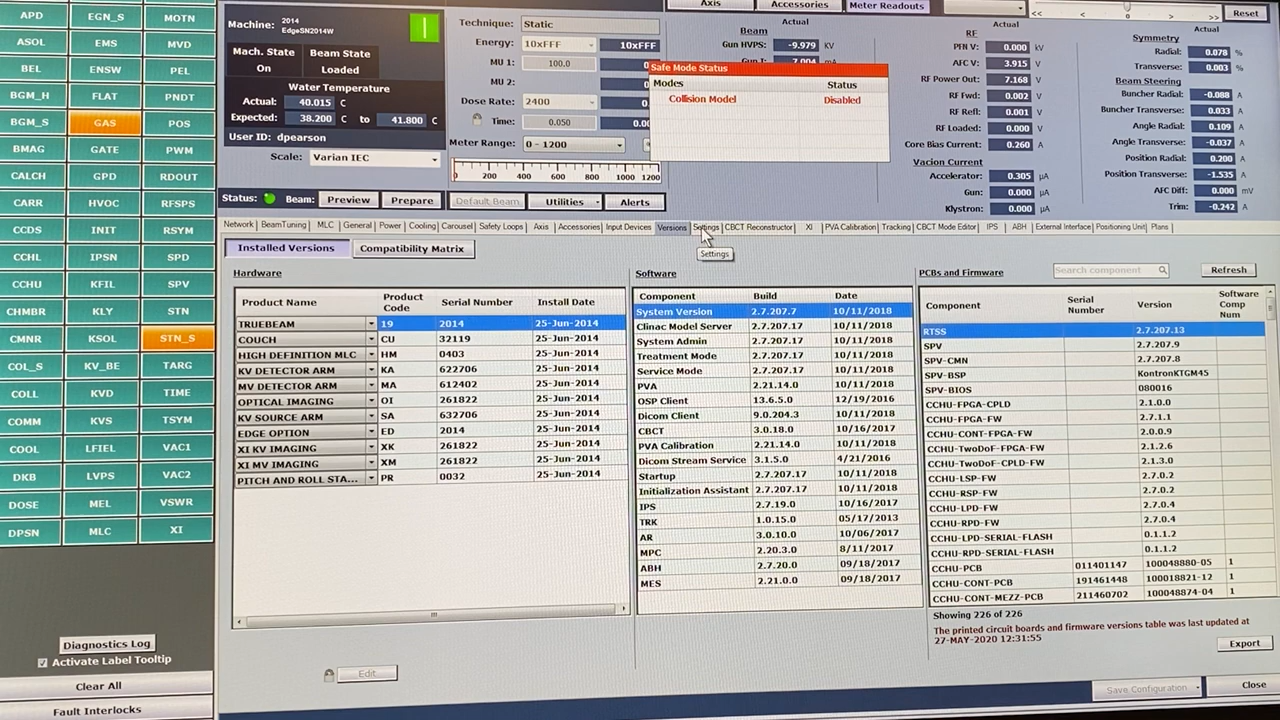 APD EGN_S MOTN
ASOL EMS MVD
BEL ENSW PEL
BGM_H FLAT PNDT
BGM_S GAS POS
BMAG GATE PWM
CALCH GPD RDOUT
CARR HVOC RFSPS
CCDS INIT RSYM
CCHL IPSN SPD
CCHU KFIL SPV
CHMBR KLY STN
CMNR KSOL STN_S
COL_S KV_BE TARG
COLL KVD TIME
COMM KVS TSYM
COOL LFIEL VAC1
DKB LVPS VAC2
DOSE MEL VSWR
DPSN MLC XI
Diagnostics Log
Activate Label Tooltip
Clear All
Fault Interlocks
Machine: 2014
EdgeSN2014W
Mach. State Beam State
On Loaded
Water Temperature
Actual: 40.015 C
Expected: 38.200 C to 41.800 C
User ID: dpearson
Scale: Varian IEC
Status: Beam: Preview Prepare
Technique: Static
Energy: 10xFFF 10xFFF
MU 1: 100.0
MU 2:
Dose Rate: 2400
Time: 0.050
Meter Range: 0 - 1200
0 200 400 600 800 1000 1200
Default Beam Utilities Alerts
Axis Accessories Meter Readouts
<< < 0 > >> Reset
Actual
Beam
Gun HVPS: -9.979 KV
Gun I: 7.004 mA
Safe Mode Status
Modes Status
Collision Model Disabled
Actual
RF
PFN V: 0.000 kV
AFC V: 3.915 V
RF Power Out: 7.168 V
RF Fwd: 0.002 V
RF Refl: 0.001 V
RF Loaded: 0.000 V
Core Bias Current: 0.260 A
Vacion Current
Accelerator: 0.305 µA
Gun: 0.000 µA
Klystron: 0.000 µA
Actual
Symmetry
Radial: 0.078 %
Transverse: 0.003 %
Beam Steering
Buncher Radial: -0.088 A
Buncher Transverse: 0.033 A
Angle Radial: 0.109 A
Angle Transverse: -0.037 A
Position Radial: 0.200 A
Position Transverse: -1.535 A
AFC Diff: 0.000 mV
Trim: -0.242 A
Network BeamTuning MLC General Power Cooling Carousel Safety Loops Axis Accessories Input Devices Versions Settings CBCT Reconstructor XI PVA Calibration Tracking CBCT Mode Editor IPS ABH External Interface Positioning Unit Plans
Settings
Installed Versions Compatibility Matrix
Hardware
Product Name Product Code Serial Number Install Date
TRUEBEAM 19 2014 25-Jun-2014
COUCH CU 32119 25-Jun-2014
HIGH DEFINITION MLC HM 0403 25-Jun-2014
KV DETECTOR ARM KA 622706 25-Jun-2014
MV DETECTOR ARM MA 612402 25-Jun-2014
OPTICAL IMAGING OI 261822 25-Jun-2014
KV SOURCE ARM SA 632706 25-Jun-2014
EDGE OPTION ED 2014 25-Jun-2014
XI KV IMAGING XK 261822 25-Jun-2014
XI MV IMAGING XM 261822 25-Jun-2014
PITCH AND ROLL STA... PR 0032 25-Jun-2014
Edit
Software
Component Build Date
System Version 2.7.207.7 10/11/2018
Clinac Model Server 2.7.207.17 10/11/2018
System Admin 2.7.207.17 10/11/2018
Treatment Mode 2.7.207.17 10/11/2018
Service Mode 2.7.207.17 10/11/2018
PVA 2.21.14.0 10/11/2018
OSP Client 13.6.5.0 12/19/2016
Dicom Client 9.0.204.3 10/11/2018
CBCT 3.0.18.0 10/16/2017
PVA Calibration 2.21.14.0 10/11/2018
Dicom Stream Service 3.1.5.0 4/21/2016
Startup 2.7.207.17 10/11/2018
Initialization Assistant 2.7.207.17 10/11/2018
IPS 2.7.19.0 10/16/2017
TRK 1.0.15.0 05/17/2013
AR 3.0.10.0 10/06/2017
MPC 2.20.3.0 8/11/2017
ABH 2.7.20.0 09/18/2017
MES 2.21.0.0 09/18/2017
PCBs and Firmware Search component Refresh
Component Serial Number Version Software Comp Num
RTSS 2.7.207.13
SPV 2.7.207.9
SPV-CMN 2.7.207.8
SPV-BSP KontronKTGM45
SPV-BIOS 080016
CCHU-FPGA-CPLD 2.1.0.0
CCHU-FPGA-FW 2.7.1.1
CCHU-CONT-FPGA-FW 2.0.0.9
CCHU-TwoDoF-FPGA-FW 2.1.2.6
CCHU-TwoDoF-CPLD-FW 2.1.3.0
CCHU-LSP-FW 2.7.0.2
CCHU-RSP-FW 2.7.0.2
CCHU-LPD-FW 2.7.0.4
CCHU-RPD-FW 2.7.0.4
CCHU-LPD-SERIAL-FLASH 0.1.1.2
CCHU-RPD-SERIAL-FLASH 0.1.1.2
CCHU-PCB 011401147 100048880-05 1
CCHU-CONT-PCB 191461448 100018821-12 1
CCHU-CONT-MEZZ-PCB 211460702 100048874-04 1
Showing 226 of 226
The printed circuit boards and firmware versions table was last updated at
27-MAY-2020 12:31:55
Export
Save Configuration Close